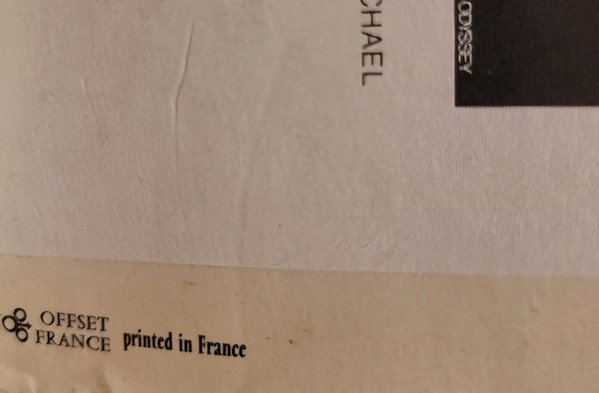 CHAEL
ODYSSEY
OFFSET
FRANCE
printed in France